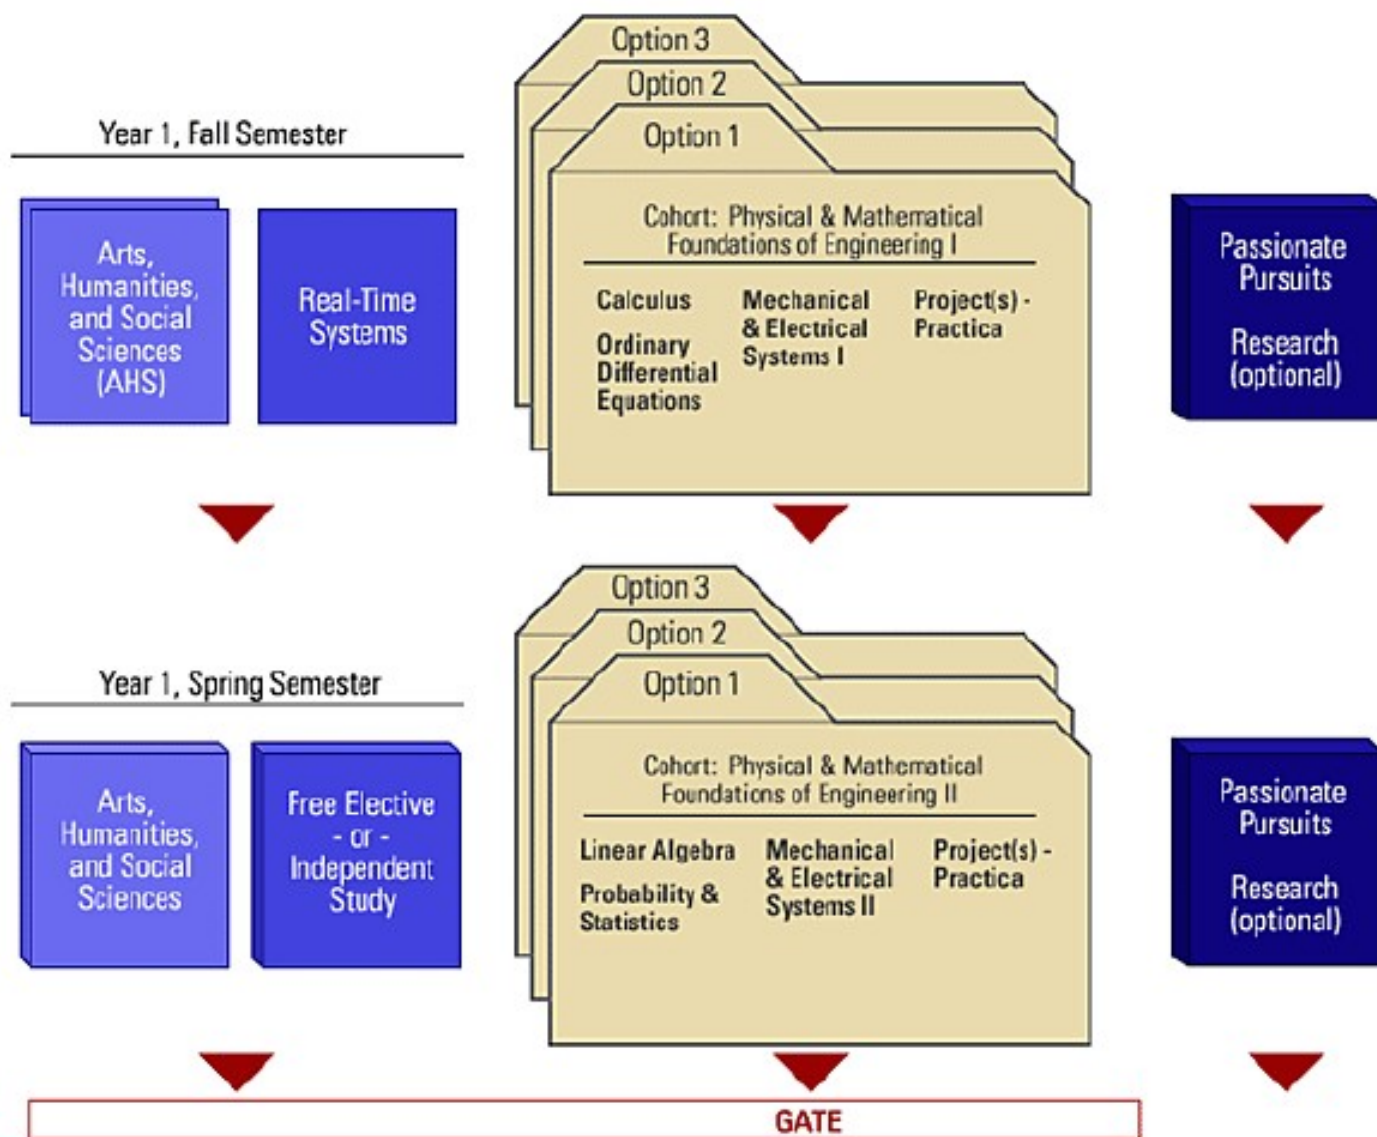 Option 3
Option 2
Option 1
Year 1, Fall Semester
Arts,
Humanities,
and Social
Sciences
(AHS)
Real-Time
Systems
Cohort: Physical & Mathematical
Foundations of Engineering I
Calculus
Ordinary
Differential
Equations
Mechanical
& Electrical
Systems I
Project(s) -
Practica
Passionate
Pursuits
Research
(optional)
Option 3
Option 2
Option 1
Year 1, Spring Semester
Arts,
Humanities,
and Social
Sciences
Free Elective
- or -
Independent
Study
Cohort: Physical & Mathematical
Foundations of Engineering II
Linear Algebra
Probability &
Statistics
Mechanical
& Electrical
Systems II
Project(s) -
Practica
Passionate
Pursuits
Research
(optional)
GATE